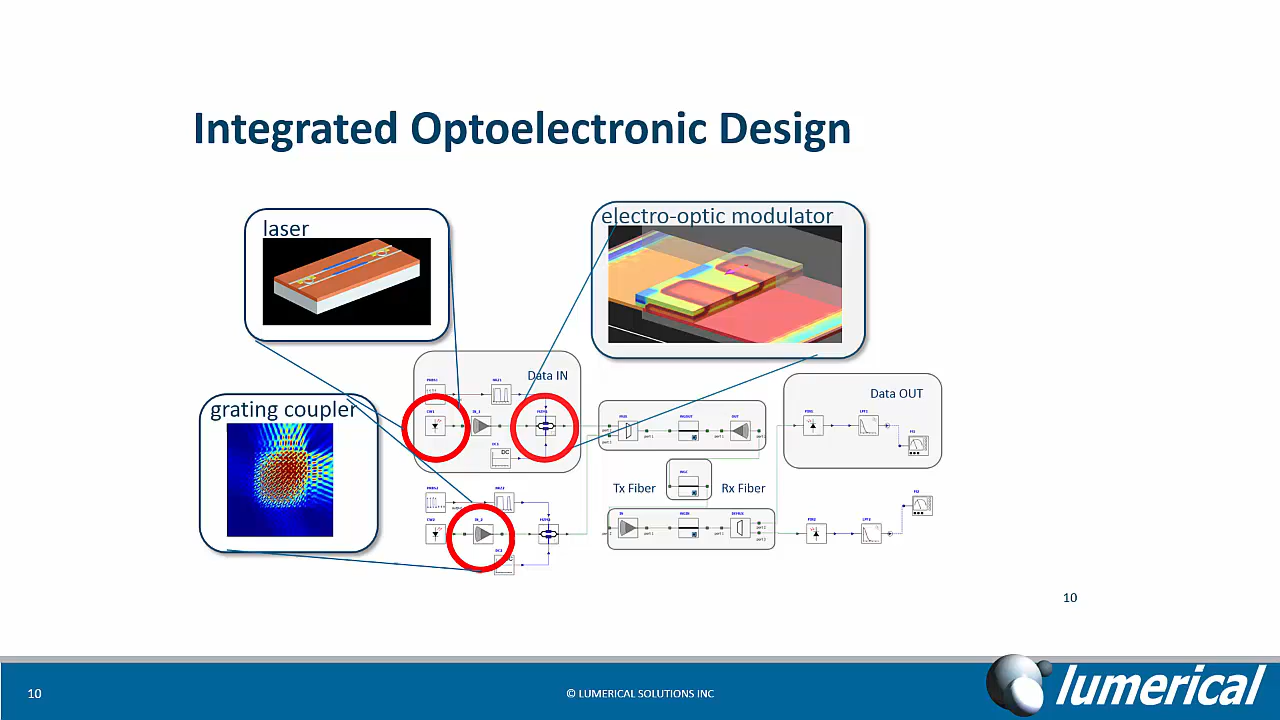 Integrated Optoelectronic Design
laser
electro-optic modulator
grating coupler
Data IN
Data OUT
DC
Tx Fiber
Rx Fiber
10
10
© LUMERICAL SOLUTIONS INC
lumerical